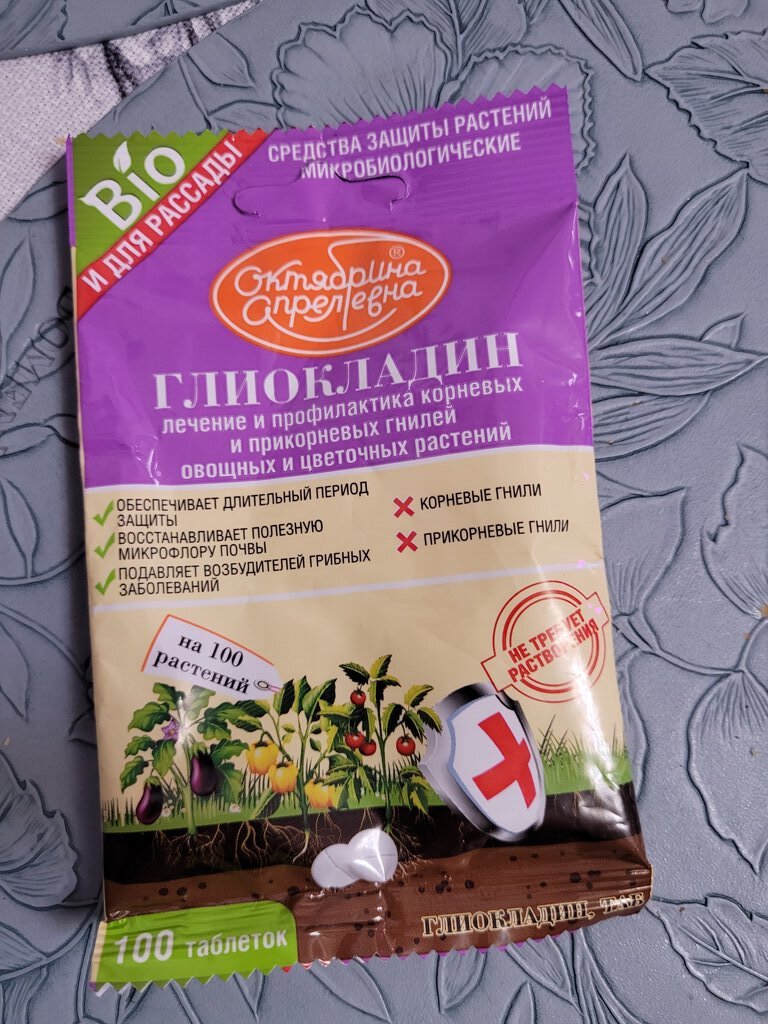 Bio
И ДЛЯ РАССАДЫ
СРЕДСТВА ЗАЩИТЫ РАСТЕНИЙ
МИКРОБИОЛОГИЧЕСКИЕ
Октябрина ®
Апрелевна
ГЛИОКЛАДИН
лечение и профилактика корневых
и прикорневых гнилей
овощных и цветочных растений
ОБЕСПЕЧИВАЕТ ДЛИТЕЛЬНЫЙ ПЕРИОД
ЗАЩИТЫ
ВОССТАНАВЛИВАЕТ ПОЛЕЗНУЮ
МИКРОФЛОРУ ПОЧВЫ
ПОДАВЛЯЕТ ВОЗБУДИТЕЛЕЙ ГРИБНЫХ
ЗАБОЛЕВАНИЙ
КОРНЕВЫЕ ГНИЛИ
ПРИКОРНЕВЫЕ ГНИЛИ
на 100
растений
НЕ ТРЕБУЕТ
РАСТВОРЕНИЯ
ГЛИОКЛАДИН, ТАБ
100 таблеток